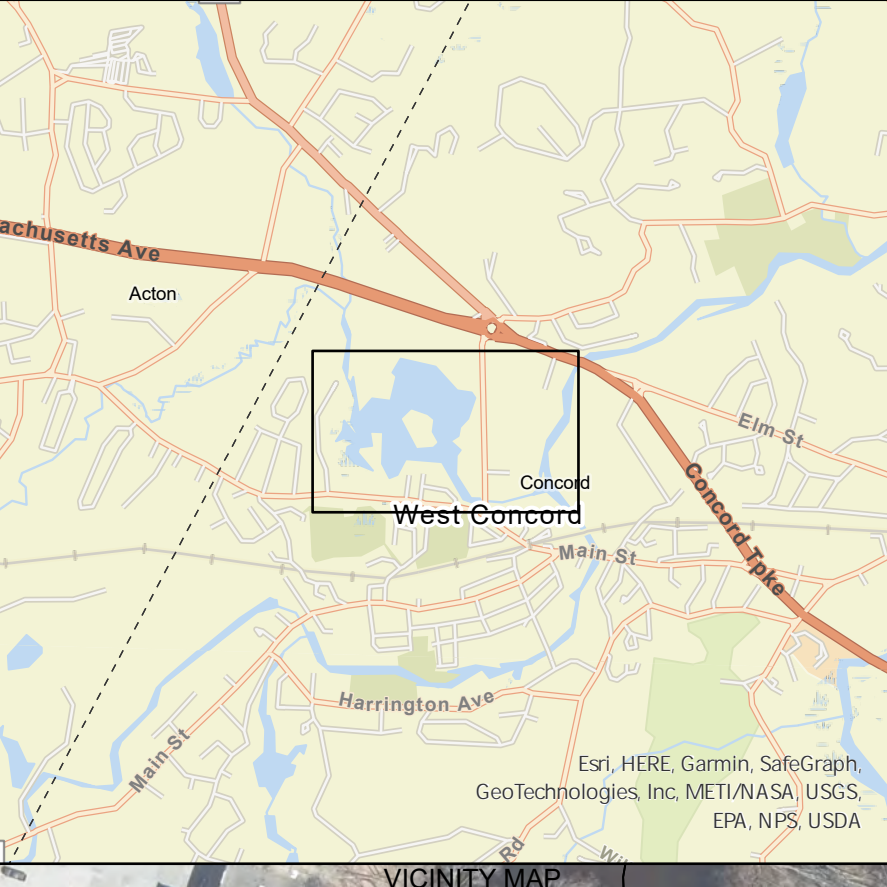 achusetts Ave
Acton
Elm St
Concord
West Concord
Concord Tpke
Main St
Harrington Ave
Main St
Esri, HERE, Garmin, SafeGraph,
GeoTechnologies, Inc, METI/NASA, USGS,
EPA, NPS, USDA
Rd
Wil
VICINITY MAP